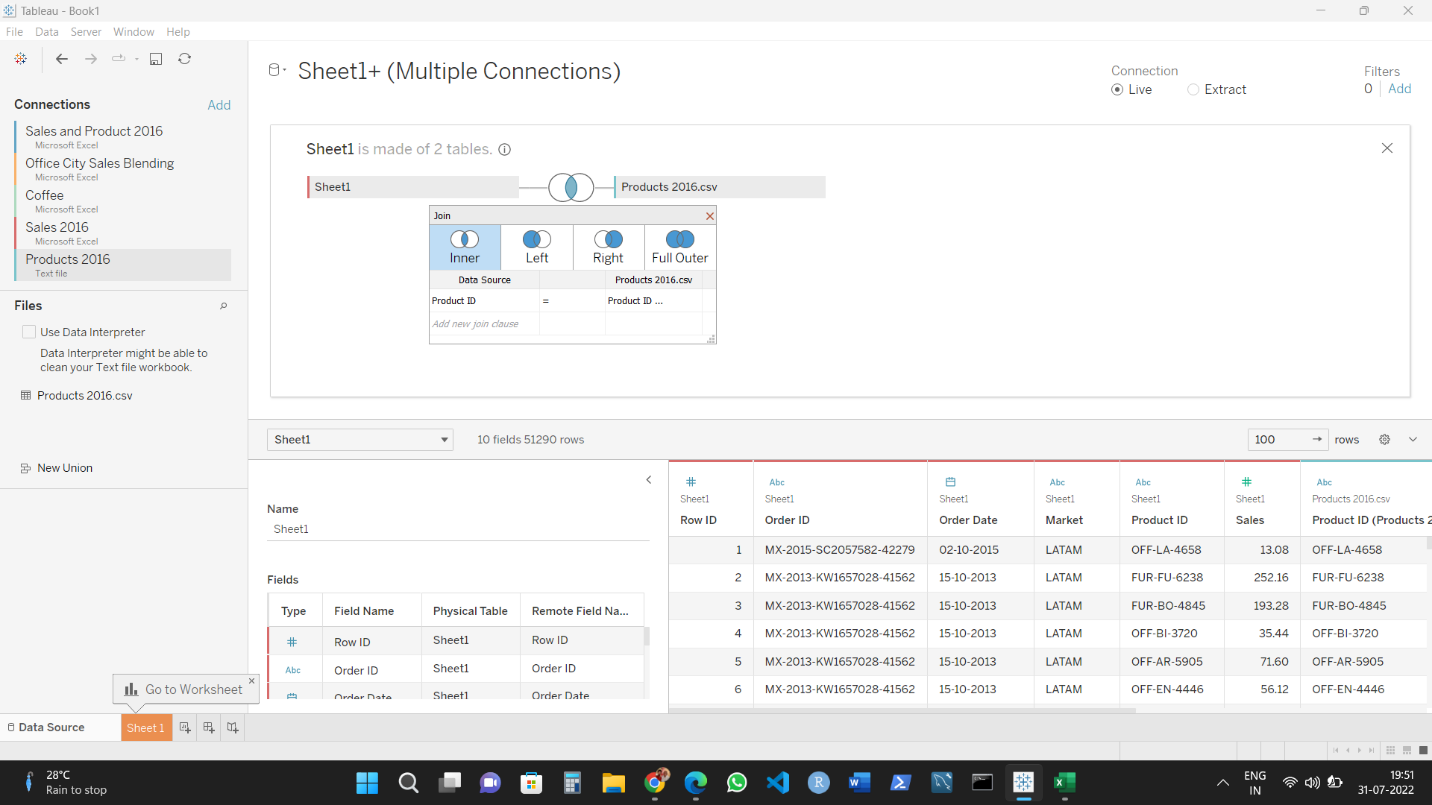 Tableau - Book1
File Data Server Window Help
Connections Add
Sales and Product 2016
Microsoft Excel
Office City Sales Blending
Microsoft Excel
Coffee
Microsoft Excel
Sales 2016
Microsoft Excel
Products 2016
Text file
Files
Use Data Interpreter
Data Interpreter might be able to
clean your Text file workbook.
Products 2016.csv
New Union
Sheet1+ (Multiple Connections)
Connection
Live Extract
Filters
0 Add
Sheet1 is made of 2 tables.
Sheet1 Products 2016.csv
Join
Inner Left Right Full Outer
Data Source Products 2016.csv
Product ID = Product ID ...
Add new join clause
Sheet1 10 fields 51290 rows 100 rows
Name
Sheet1
Fields
Type Field Name Physical Table Remote Field Na...
# Row ID Sheet1 Row ID
Abc Order ID Sheet1 Order ID
Order Date Sheet1 Order Date
# Abc Abc Abc # Abc
Sheet1 Sheet1 Sheet1 Sheet1 Sheet1 Sheet1 Products 2016.csv
Row ID Order ID Order Date Market Product ID Sales Product ID (Products 2
1 MX-2015-SC2057582-42279 02-10-2015 LATAM OFF-LA-4658 13.08 OFF-LA-4658
2 MX-2013-KW1657028-41562 15-10-2013 LATAM FUR-FU-6238 252.16 FUR-FU-6238
3 MX-2013-KW1657028-41562 15-10-2013 LATAM FUR-BO-4845 193.28 FUR-BO-4845
4 MX-2013-KW1657028-41562 15-10-2013 LATAM OFF-BI-3720 35.44 OFF-BI-3720
5 MX-2013-KW1657028-41562 15-10-2013 LATAM OFF-AR-5905 71.60 OFF-AR-5905
6 MX-2013-KW1657028-41562 15-10-2013 LATAM OFF-EN-4446 56.12 OFF-EN-4446
Go to Worksheet
Data Source Sheet 1
28°C
Rain to stop
ENG
IN
19:51
31-07-2022